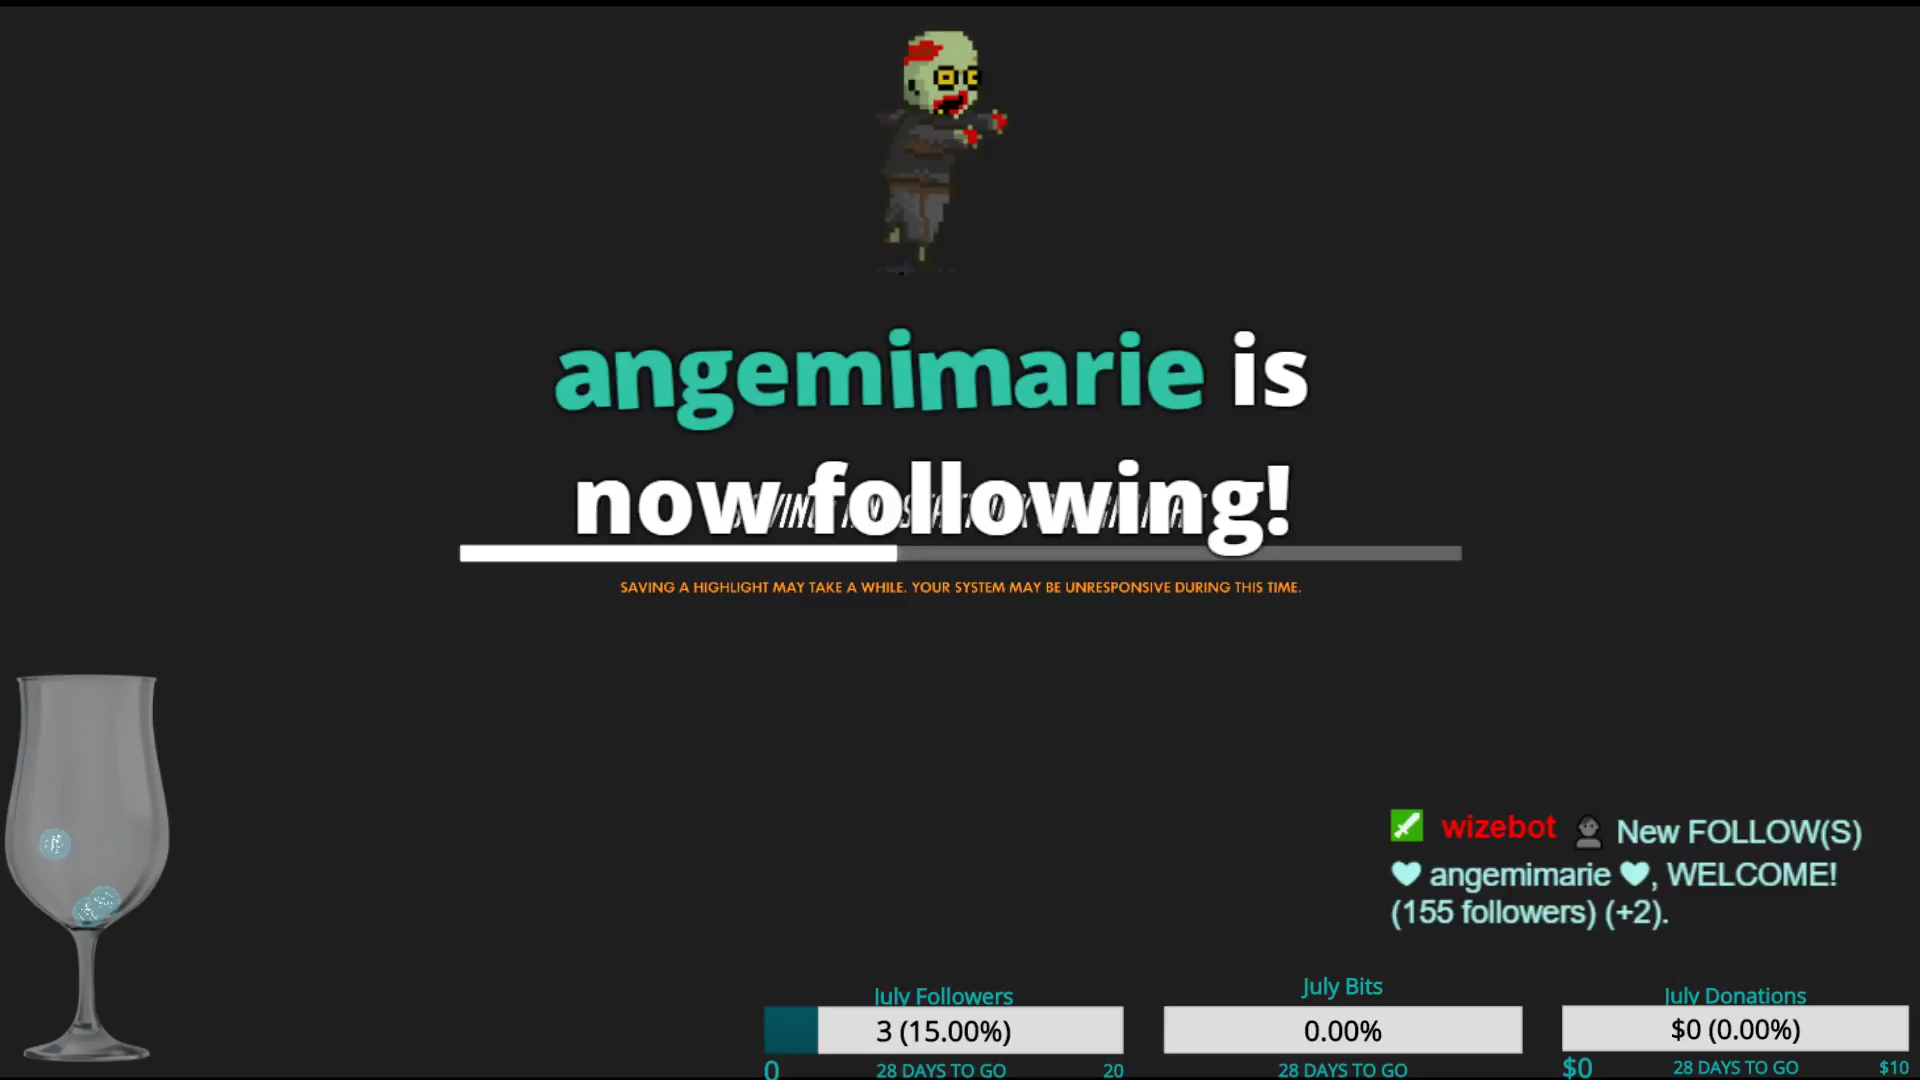 angemimarie is
now following!
SAVING A HIGHLIGHT MAY TAKE A WHILE. YOUR SYSTEM MAY BE UNRESPONSIVE DURING THIS TIME.
wizebot New FOLLOW(S)
angemimarie , WELCOME!
(155 followers) (+2).
July Followers
3 (15.00%)
0 28 DAYS TO GO 20
July Bits
0.00%
28 DAYS TO GO
July Donations
$0 (0.00%)
$0 28 DAYS TO GO $10